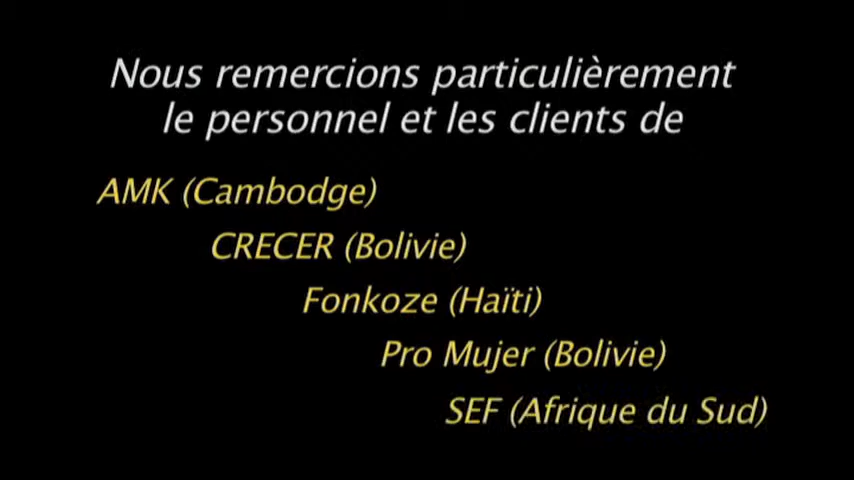 Nous remercions particulièrement
le personnel et les clients de
AMK (Cambodge)
CRECER (Bolivie)
Fonkoze (Haïti)
Pro Mujer (Bolivie)
SEF (Afrique du Sud)